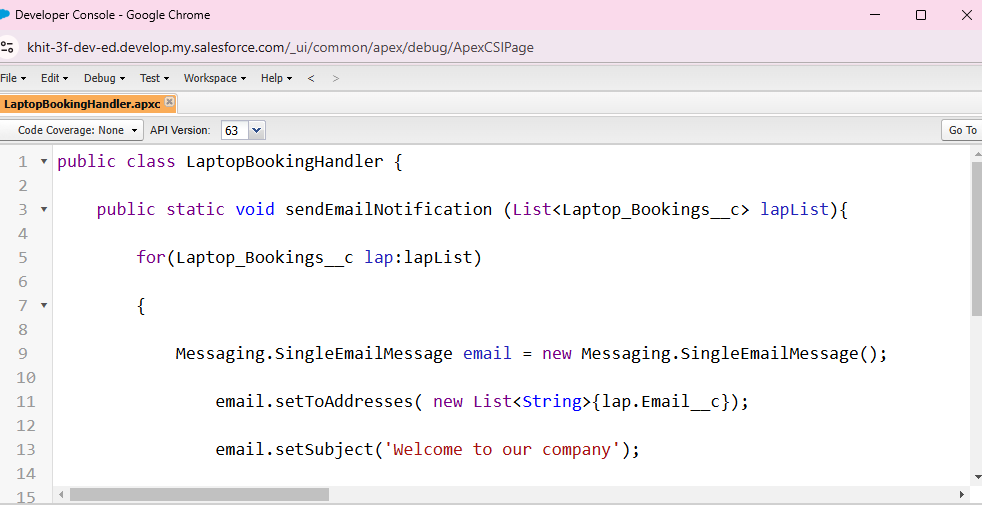 Developer Console - Google Chrome
khit-3f-dev-ed.develop.my.salesforce.com/_ui/common/apex/debug/ApexCSIPage
File Edit Debug Test Workspace Help < >
LaptopBookingHandler.apxc
Code Coverage: None API Version: 63 Go To
1 public class LaptopBookingHandler {
2
3 public static void sendEmailNotification (List<Laptop_Bookings__c> lapList){
4
5 for(Laptop_Bookings__c lap:lapList)
6
7 {
8
9 Messaging.SingleEmailMessage email = new Messaging.SingleEmailMessage();
10
11 email.setToAddresses( new List<String>{lap.Email__c});
12
13 email.setSubject('Welcome to our company');
14
15